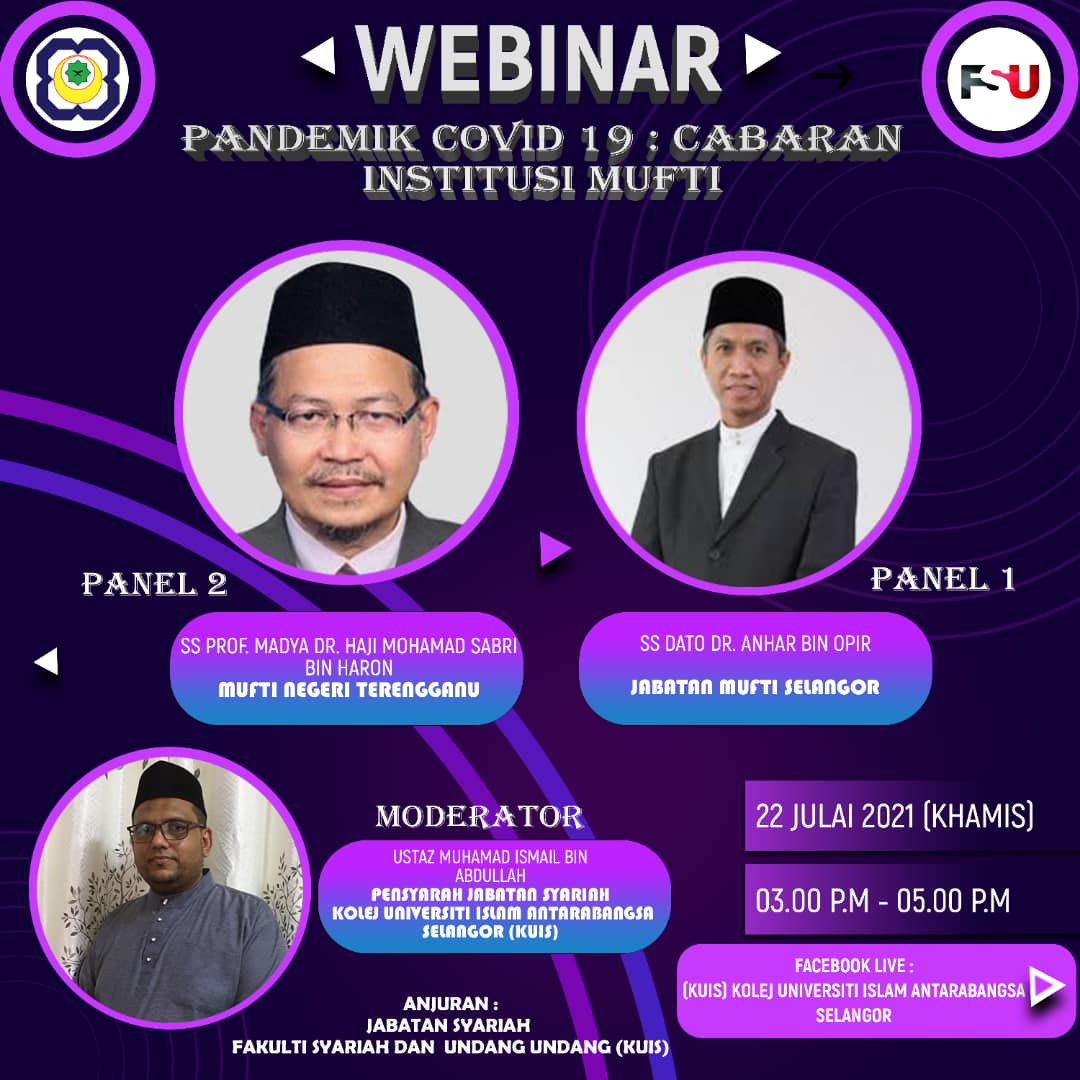 WEBINAR
FSU
PANDEMIK COVID 19 : CABARAN
INSTITUSI MUFTI
PANEL 2
PANEL 1
SS PROF. MADYA DR. HAJI MOHAMAD SABRI
BIN HARON
MUFTI NEGERI TERENGGANU
SS DATO DR. ANHAR BIN OPIR
JABATAN MUFTI SELANGOR
MODERATOR
USTAZ MUHAMAD ISMAIL BIN
ABDULLAH
PENSYARAH JABATAN SYARIAH
KOLEJ UNIVERSITI ISLAM ANTARABANGSA
SELANGOR (KUIS)
22 JULAI 2021 (KHAMIS)
03.00 P.M - 05.00 P.M
FACEBOOK LIVE :
(KUIS) KOLEJ UNIVERSITI ISLAM ANTARABANGSA
SELANGOR
ANJURAN :
JABATAN SYARIAH
FAKULTI SYARIAH DAN UNDANG UNDANG (KUIS)